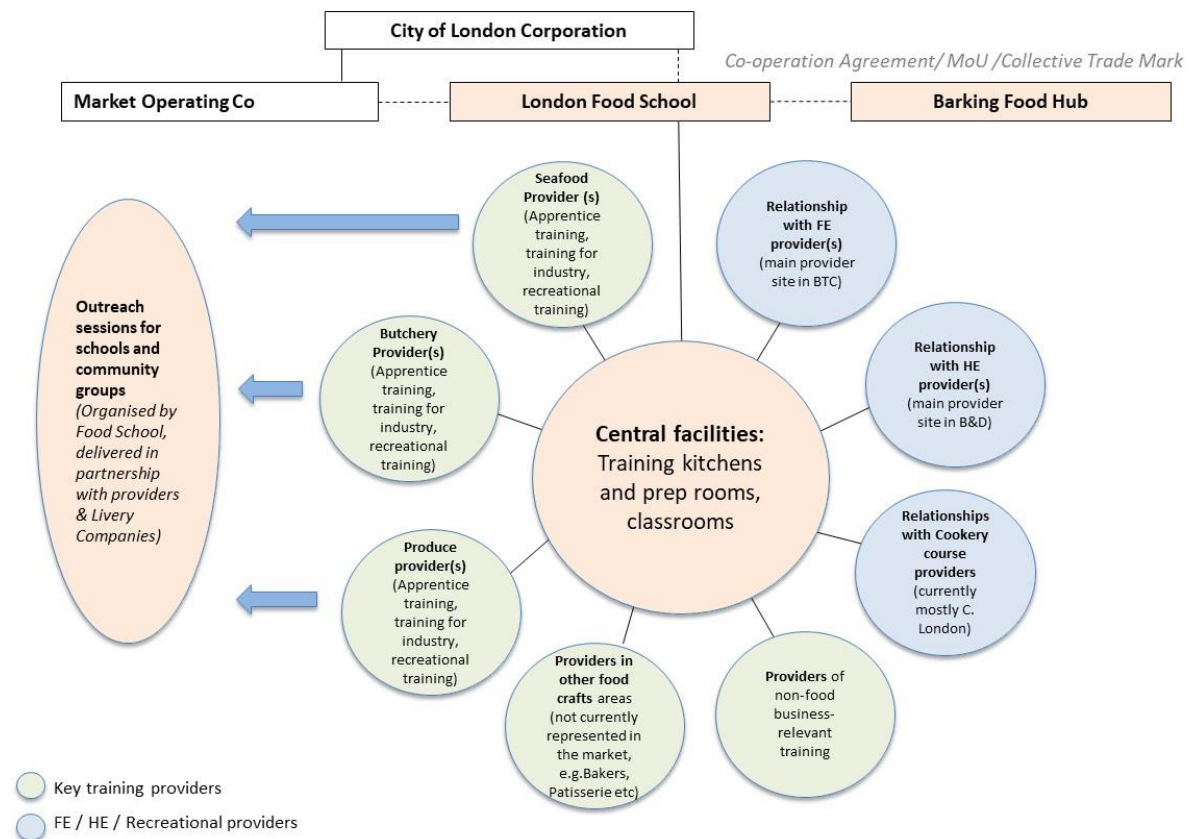 City of London Corporation
Co-operation Agreement/ MoU /Collective Trade Mark
Market Operating Co
London Food School
Barking Food Hub
Seafood
Provider (s)
(Apprentice
training,
training for
industry,
recreational
training)
Relationship
with FE
provider(s)
(main provider
site in BTC)
Outreach
sessions for
schools and
community
groups
(Organised by
Food School,
delivered in
partnership
with providers
& Livery
Companies)
Butchery
Provider(s)
(Apprentice
training,
training for
industry,
recreational
training)
Relationship
with HE
provider(s)
(main provider
site in B&D)
Central facilities:
Training kitchens
and prep rooms,
classrooms
Relationships
with Cookery
course
providers
(currently
mostly C.
London)
Produce
provider(s)
(Apprentice
training,
training for
industry,
recreational
training)
Providers in
other food
crafts areas
(not currently
represented in
the market,
e.g.Bakers,
Patisserie etc)
Providers of
non-food
business-
relevant
training
Key training providers
FE / HE / Recreational providers